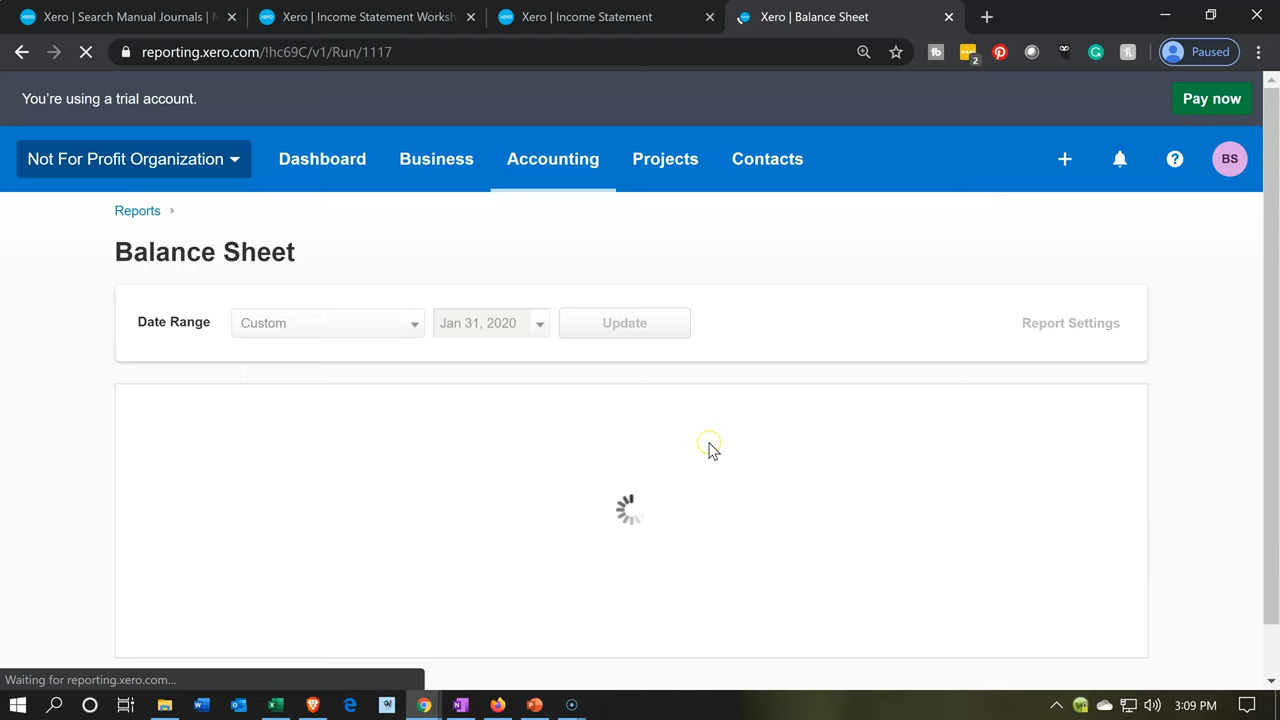 Xero | Search Manual Journals | N
Xero | Income Statement Worksh
Xero | Income Statement
Xero | Balance Sheet
reporting.xero.com/!hc69C/v1/Run/1117
2
Paused
You're using a trial account.
Pay now
Not For Profit Organization
Dashboard
Business
Accounting
Projects
Contacts
BS
Reports
Balance Sheet
Date Range
Custom
Jan 31, 2020
Update
Report Settings
Waiting for reporting.xero.com...
3:09 PM